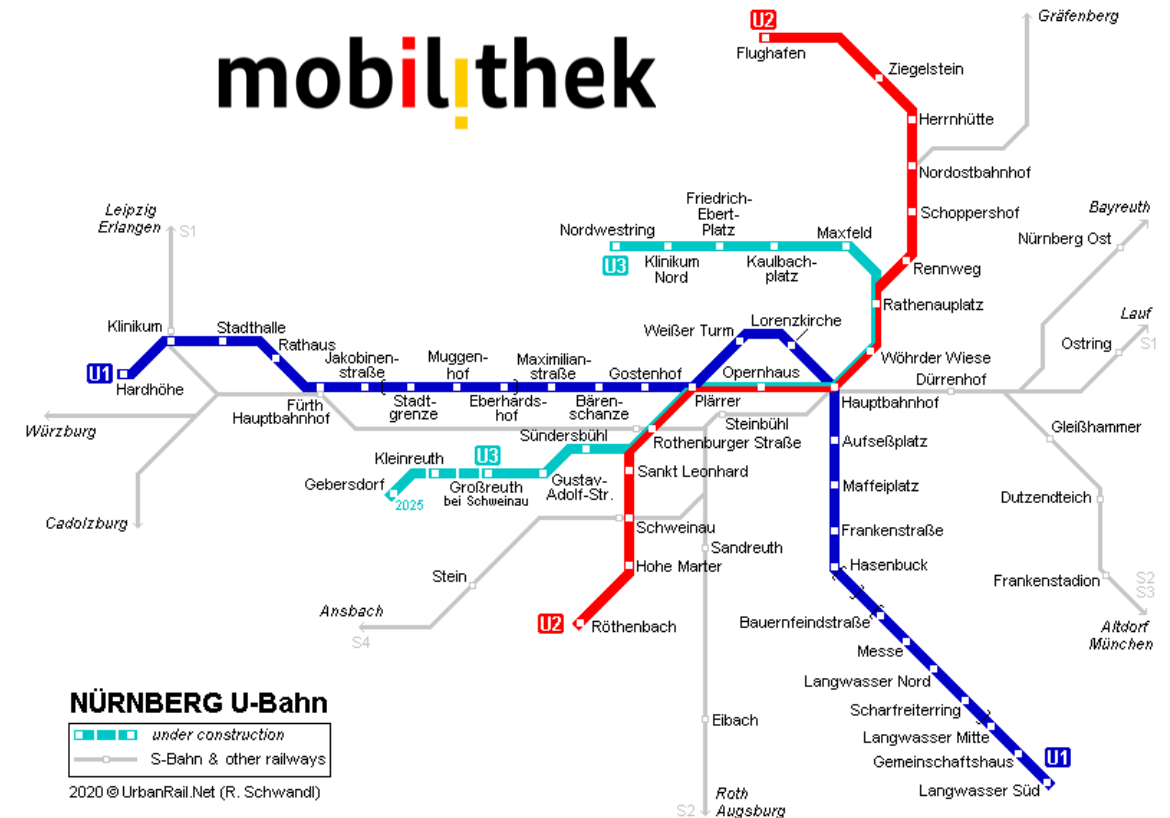 U2
Flughafen
Gräfenberg
mobilithek
Ziegelstein
Herrnhütte
Nordostbahnhof
Schoppershof
Rennweg
Leipzig
Erlangen
S1
Bayreuth
Nürnberg Ost
Lauf
S1
Ostring
Nordwestring
U3
Klinikum
Nord
Friedrich-
Ebert-
Platz
Kaulbach-
platz
Maxfeld
Rathenauplatz
Wöhrder Wiese
Klinikum
Stadthalle
Rathaus
U1
Hardhöhe
Fürth
Hauptbahnhof
Jakobinen-
straße
Stadt-
grenze
Muggen-
hof
Eberhards-
hof
Maximilian-
straße
Bären-
schanze
Gostenhof
Plärrer
Weißer Turm
Lorenzkirche
Opernhaus
Hauptbahnhof
Dürrenhof
Steinbühl
Rothenburger Straße
Würzburg
Cadolzburg
Sündersbühl
Kleinreuth
U3
Gebersdorf
2025
Großreuth
bei Schweinau
Gustav-
Adolf-Str.
Sankt Leonhard
Schweinau
Hohe Marter
U2
Röthenbach
Stein
Ansbach
S4
Sandreuth
Eibach
S2
Roth
Augsburg
Aufseßplatz
Maffeiplatz
Frankenstraße
Hasenbuck
Bauernfeindstraße
Messe
Langwasser Nord
Scharfreiterring
Langwasser Mitte
Gemeinschaftshaus
Langwasser Süd
U1
Gleißhammer
Dutzendteich
Frankenstadion
S2
S3
Altdorf
München
NÜRNBERG U-Bahn
under construction
S-Bahn & other railways
2020 @ UrbanRail.Net (R. Schwandl)